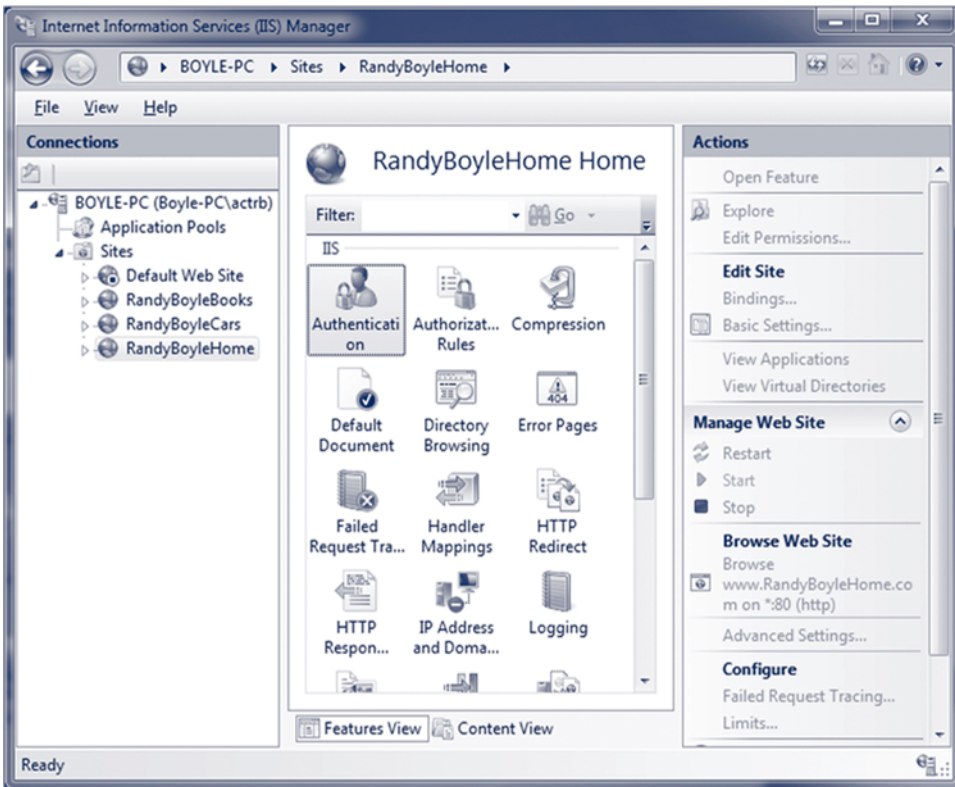 Internet Information Services (IIS) Manager
BOYLE-PC Sites RandyBoyleHome
File View Help
Connections
BOYLE-PC (Boyle-PC\actrb)
Application Pools
Sites
Default Web Site
RandyBoyleBooks
RandyBoyleCars
RandyBoyleHome
RandyBoyleHome Home
Filter: Go
IIS
Authenticati
on
Authorizat...
Rules
Compression
Default
Document
Directory
Browsing
404
Error Pages
Failed
Request Tra...
Handler
Mappings
HTTP
Redirect
HTTP
Respon...
IP Address
and Doma...
Logging
Features View Content View
Actions
Open Feature
Explore
Edit Permissions...
Edit Site
Bindings...
Basic Settings...
View Applications
View Virtual Directories
Manage Web Site
Restart
Start
Stop
Browse Web Site
Browse
www.RandyBoyleHome.co
m on *:80 (http)
Advanced Settings...
Configure
Failed Request Tracing...
Limits...
Ready